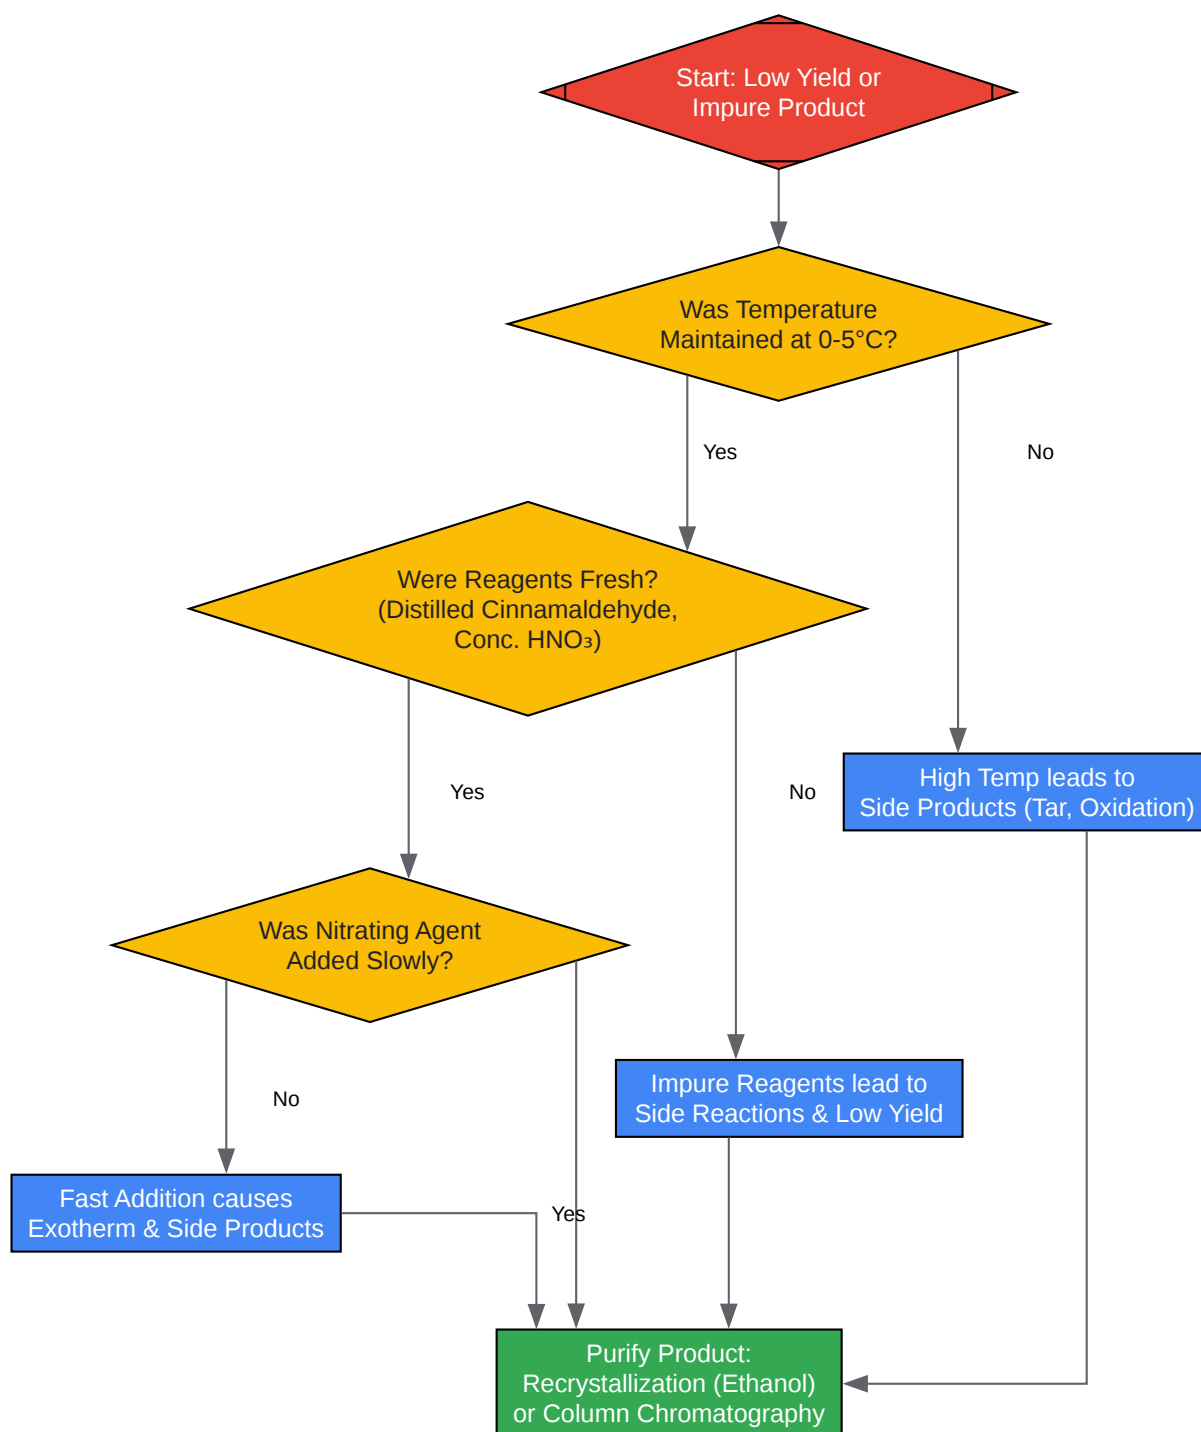 Start: Low Yield or
Impure Product
Was Temperature
Maintained at 0-5°C?
Yes
No
Were Reagents Fresh?
(Distilled Cinnamaldehyde,
Conc. HNO₃)
Yes
No
High Temp leads to
Side Products (Tar, Oxidation)
Was Nitrating Agent
Added Slowly?
No
Impure Reagents lead to
Side Reactions & Low Yield
Fast Addition causes
Exotherm & Side Products
Yes
Purify Product:
Recrystallization (Ethanol)
or Column Chromatography